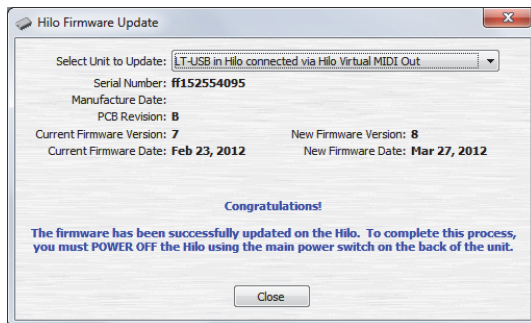 Hilo Firmware Update
Select Unit to Update: LT-USB in Hilo connected via Hilo Virtual MIDI Out
Serial Number: ff152554095
Manufacture Date:
PCB Revision: B
Current Firmware Version: 7 New Firmware Version: 8
Current Firmware Date: Feb 23, 2012 New Firmware Date: Mar 27, 2012
Congratulations!
The firmware has been successfully updated on the Hilo. To complete this process,
you must POWER OFF the Hilo using the main power switch on the back of the unit.
Close